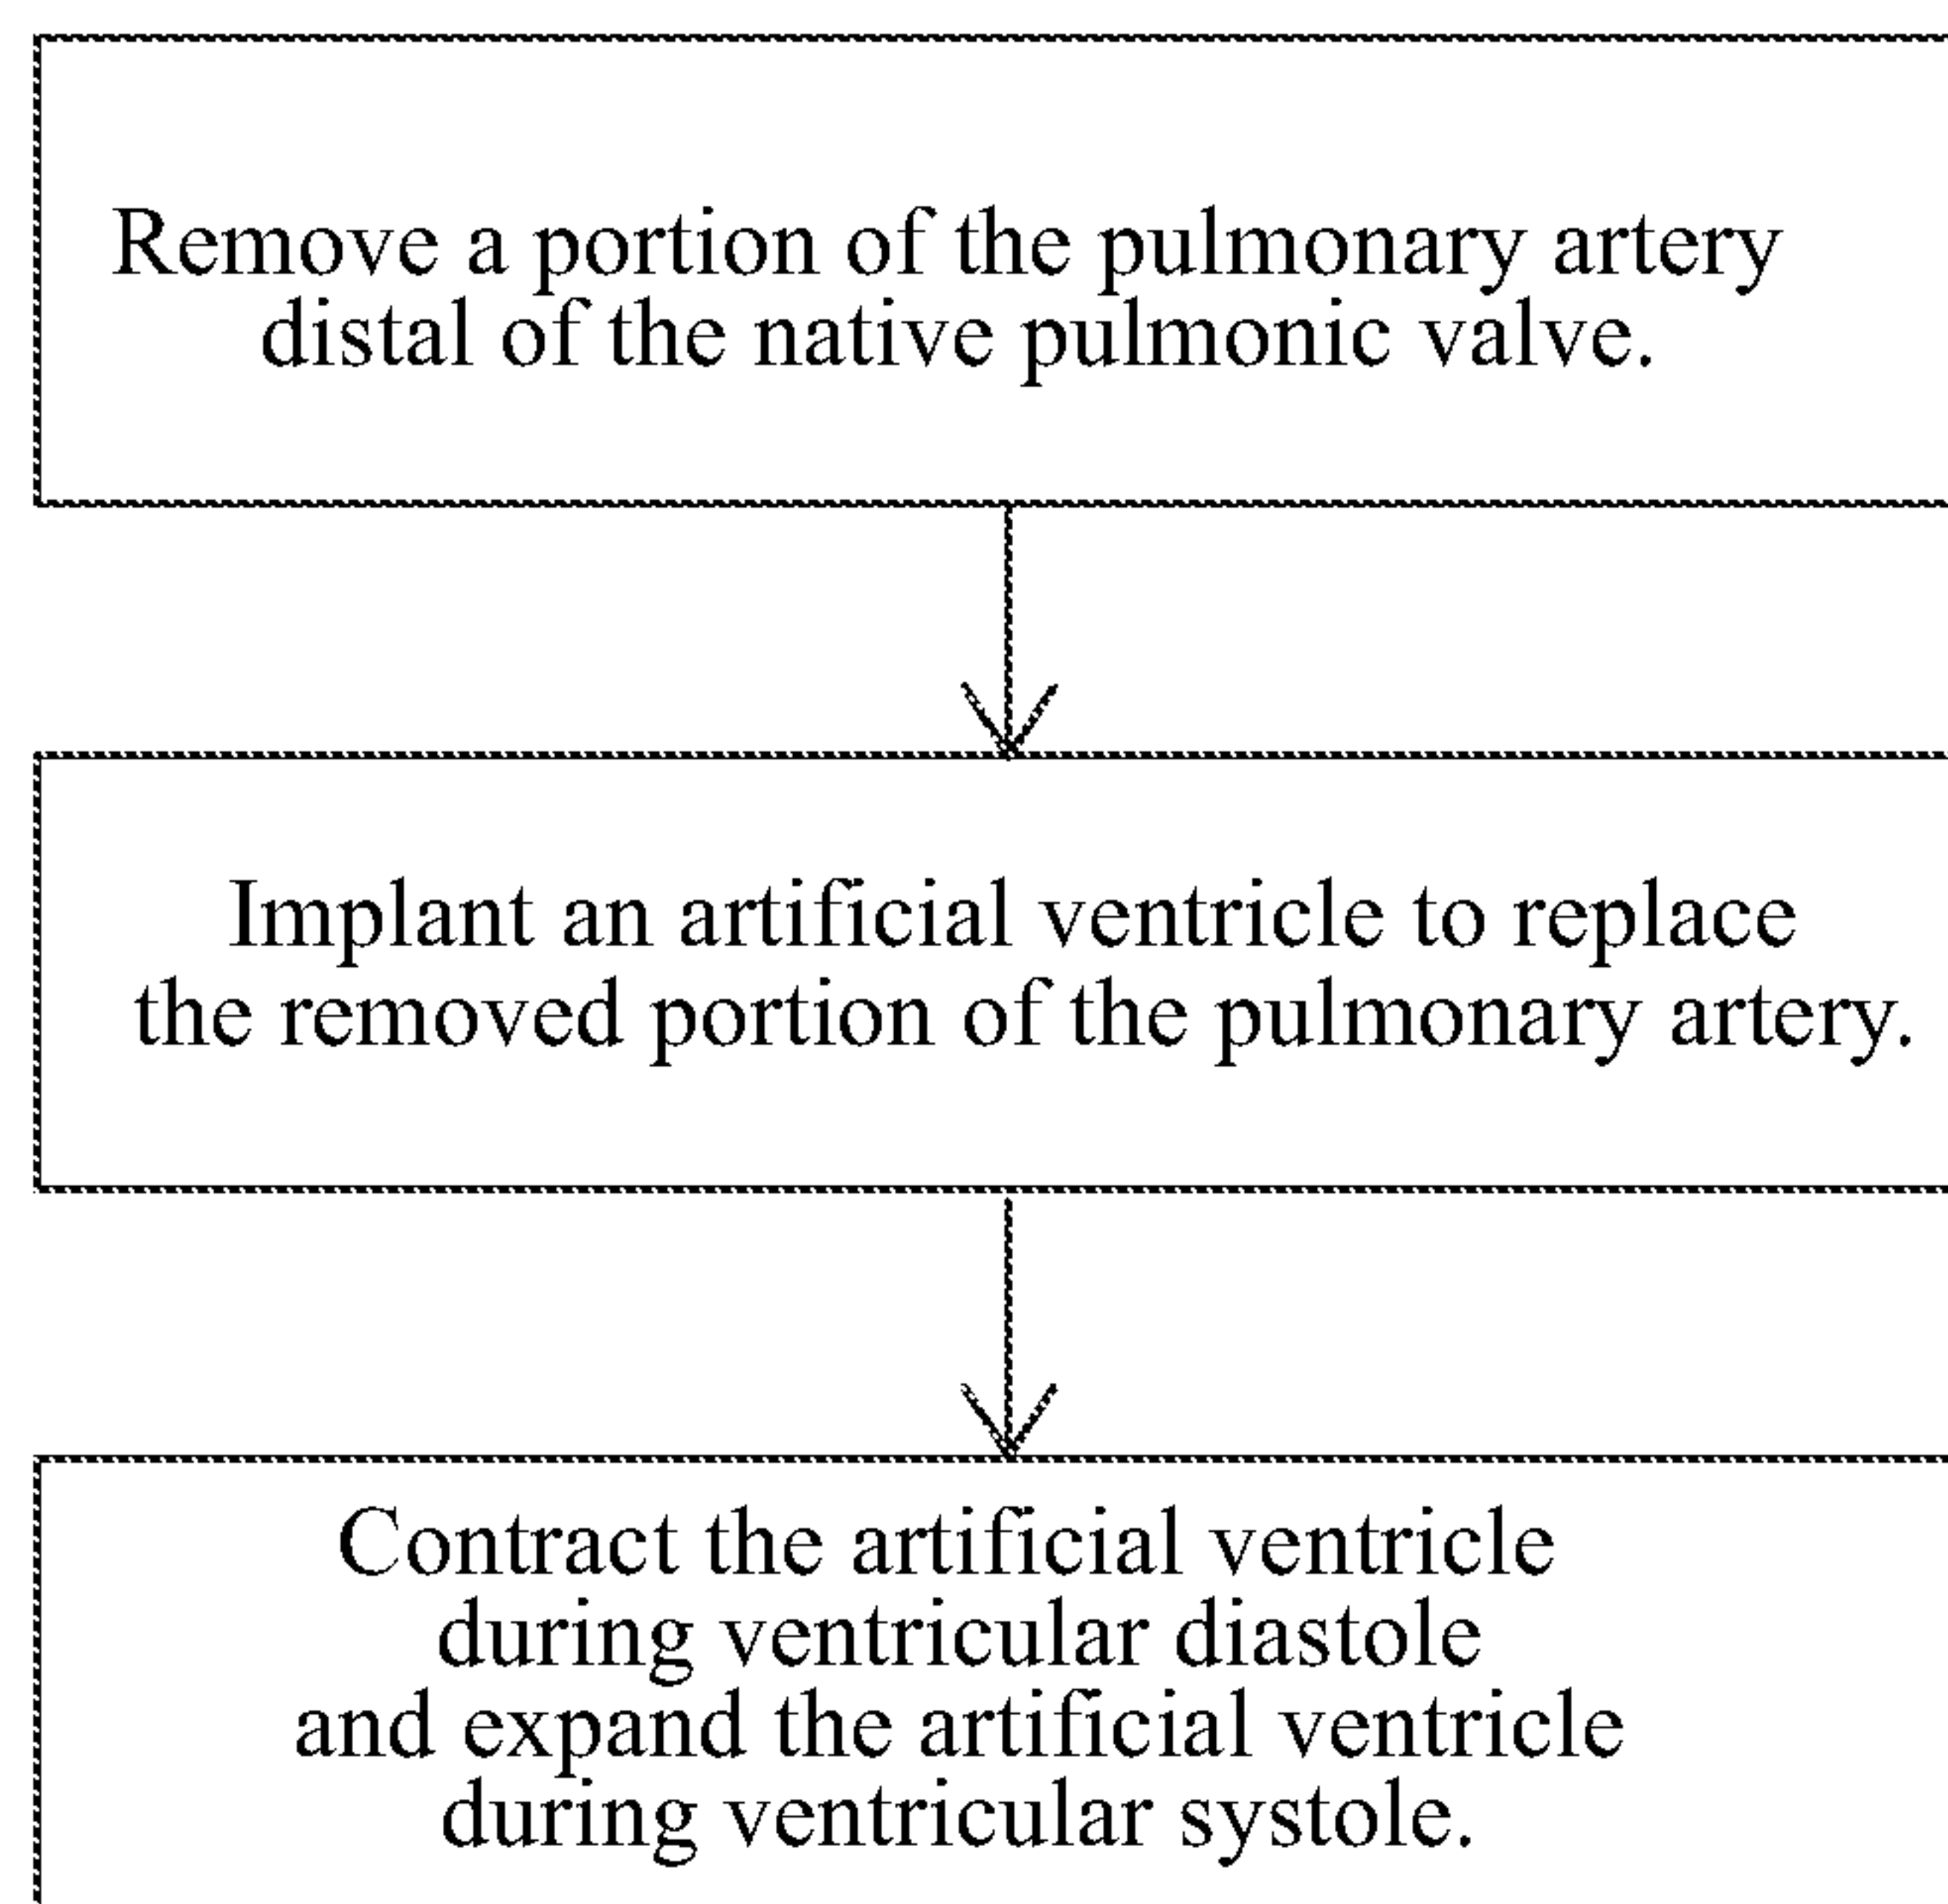 Remove a portion of the pulmonary artery
distal of the native pulmonic valve.
Implant an artificial ventricle to replace
the removed portion of the pulmonary artery.
Contract the artificial ventricle
during ventricular diastole
and expand the artificial ventricle
during ventricular systole.